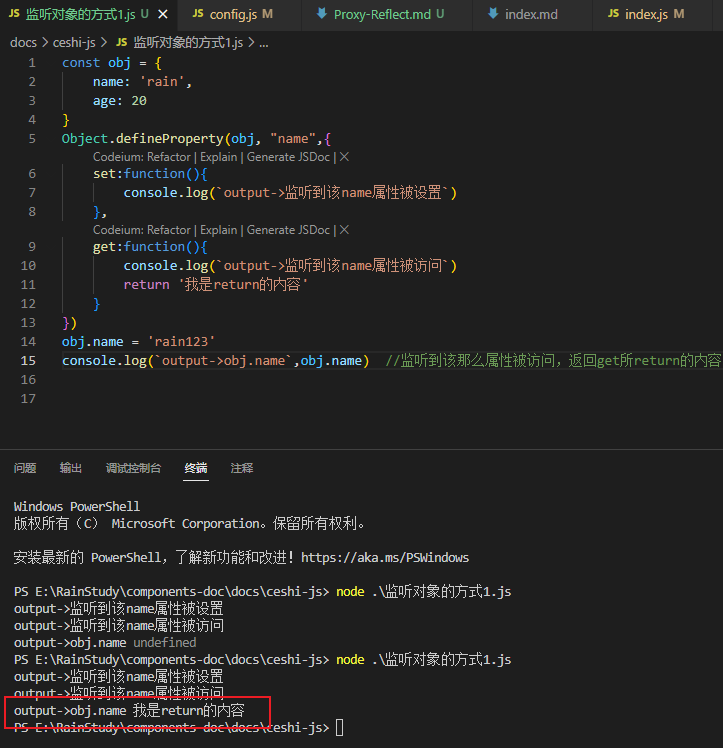 JS 监听对象的方式1.js U × JS config.js M Proxy-Reflect.md U index.md JS index.js M
docs > ceshi-js > JS 监听对象的方式1.js > ...
1 const obj = {
2 name: 'rain',
3 age: 20
4 }
5 Object.defineProperty(obj, "name",{
Codeium: Refactor | Explain | Generate JSDoc | ×
6 set:function(){
7 console.log(`output->监听到该name属性被设置`)
8 },
Codeium: Refactor | Explain | Generate JSDoc | ×
9 get:function(){
10 console.log(`output->监听到该name属性被访问`)
11 return '我是return的内容'
12 }
13 })
14 obj.name = 'rain123'
15 console.log(`output->obj.name`,obj.name) //监听到该那么属性被访问，返回get所return的内容
16
17
问题 输出 调试控制台 终端 注释
Windows PowerShell
版权所有（C） Microsoft Corporation。保留所有权利。
安装最新的 PowerShell，了解新功能和改进！https://aka.ms/PSWindows
PS E:\RainStudy\components-doc\docs\ceshi-js> node .\监听对象的方式1.js
output->监听到该name属性被设置
output->监听到该name属性被访问
output->obj.name undefined
PS E:\RainStudy\components-doc\docs\ceshi-js> node .\监听对象的方式1.js
output->监听到该name属性被设置
output->监听到该name属性被访问
output->obj.name 我是return的内容
PS E:\RainStudy\components-doc\docs\ceshi-js>